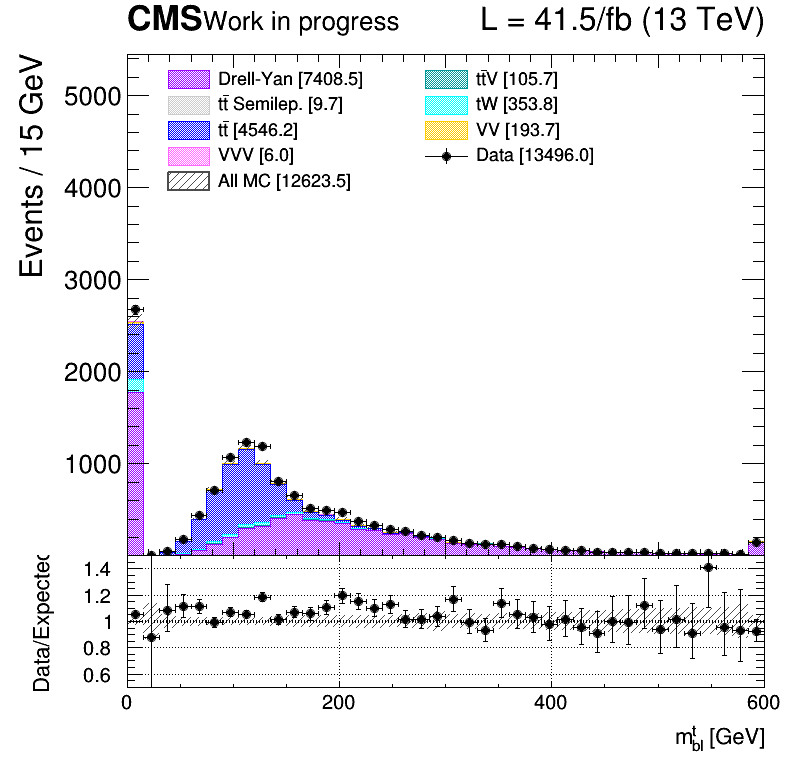 CMS Work in progress L = 41.5/fb (13 TeV)
Events / 15 GeV
5000
4000
3000
2000
1000
Drell-Yan [7408.5]
tt̄ Semilep. [9.7]
tt̄ [4546.2]
VVV [6.0]
All MC [12623.5]
tt̄V [105.7]
tW [353.8]
VV [193.7]
Data [13496.0]
Data/Expected
1.4
1.2
1
0.8
0.6
0 200 400 600
m^t_bl [GeV]